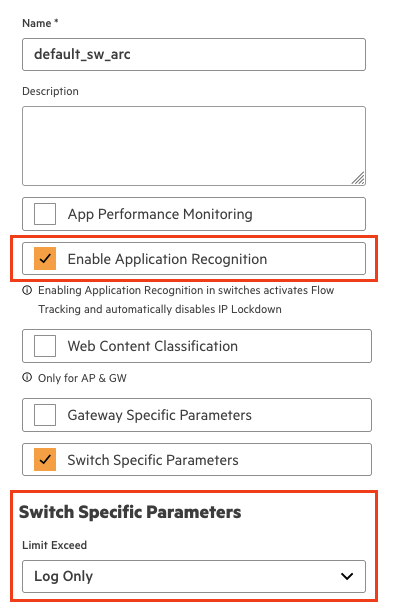 Name *
default_sw_arc
Description
App Performance Monitoring
Enable Application Recognition
Enabling Application Recognition in switches activates Flow
Tracking and automatically disables IP Lockdown
Web Content Classification
Only for AP & GW
Gateway Specific Parameters
Switch Specific Parameters
Switch Specific Parameters
Limit Exceed
Log Only